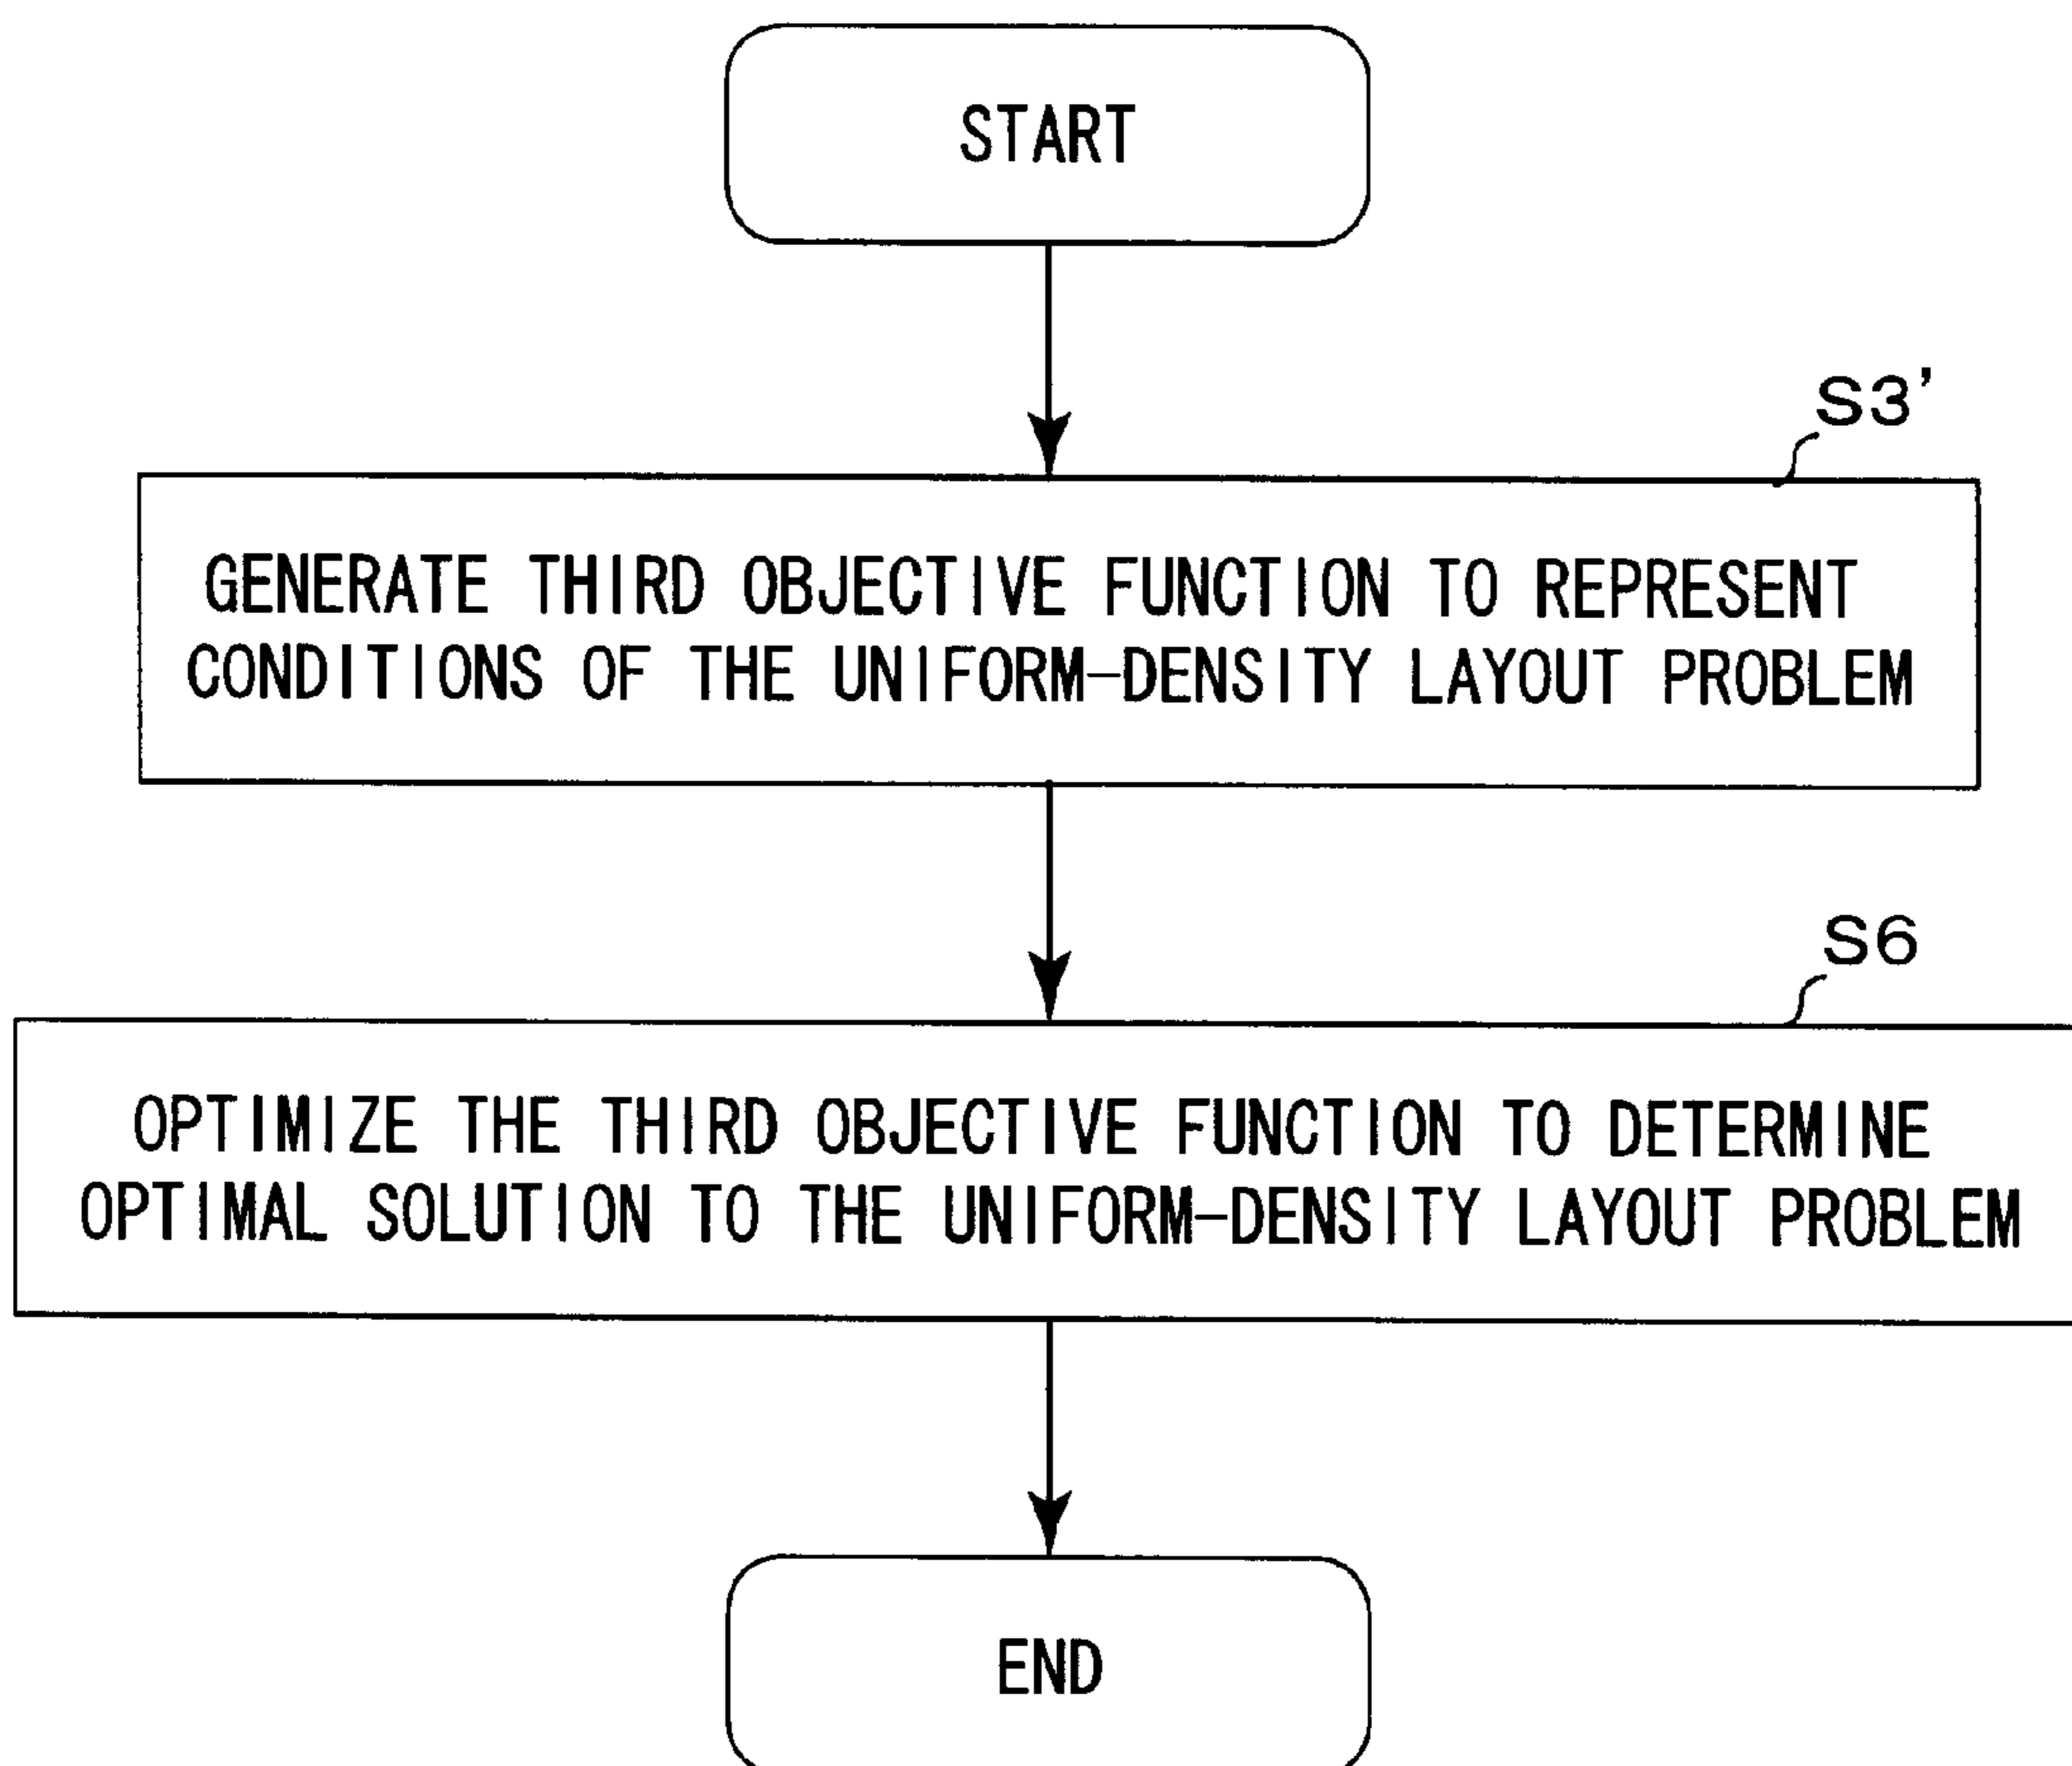 START
S3'
GENERATE THIRD OBJECTIVE FUNCTION TO REPRESENT
CONDITIONS OF THE UNIFORM-DENSITY LAYOUT PROBLEM
S6
OPTIMIZE THE THIRD OBJECTIVE FUNCTION TO DETERMINE
OPTIMAL SOLUTION TO THE UNIFORM-DENSITY LAYOUT PROBLEM
END